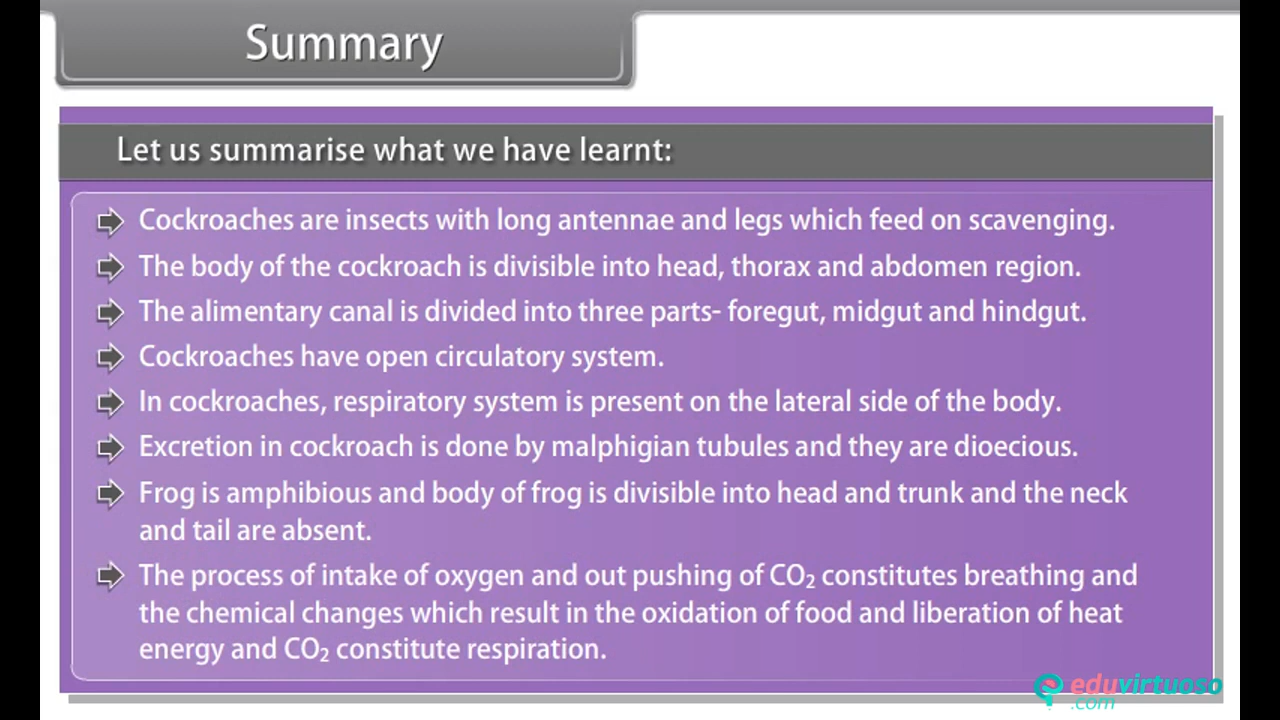 Summary
Let us summarise what we have learnt:
Cockroaches are insects with long antennae and legs which feed on scavenging.
The body of the cockroach is divisible into head, thorax and abdomen region.
The alimentary canal is divided into three parts- foregut, midgut and hindgut.
Cockroaches have open circulatory system.
In cockroaches, respiratory system is present on the lateral side of the body.
Excretion in cockroach is done by malphigian tubules and they are dioecious.
Frog is amphibious and body of frog is divisible into head and trunk and the neck
and tail are absent.
The process of intake of oxygen and out pushing of CO₂ constitutes breathing and
the chemical changes which result in the oxidation of food and liberation of heat
energy and CO₂ constitute respiration.
eduvirtuoso
.com